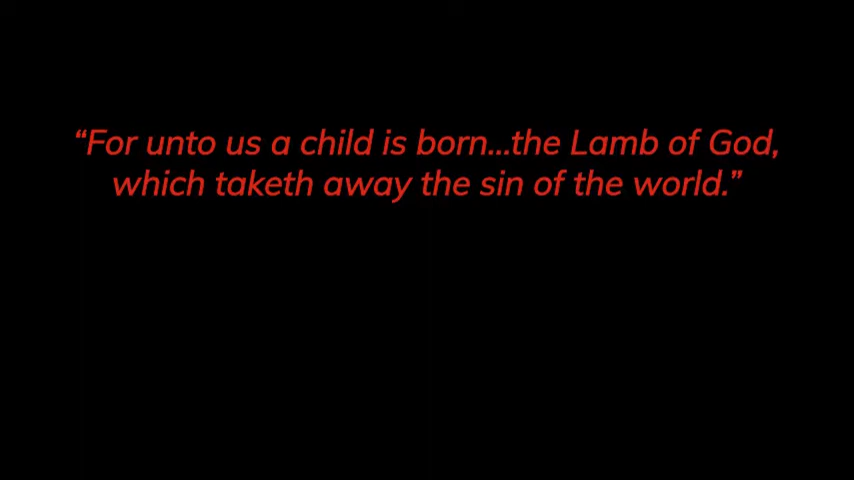 “For unto us a child is born...the Lamb of God,
which taketh away the sin of the world.”